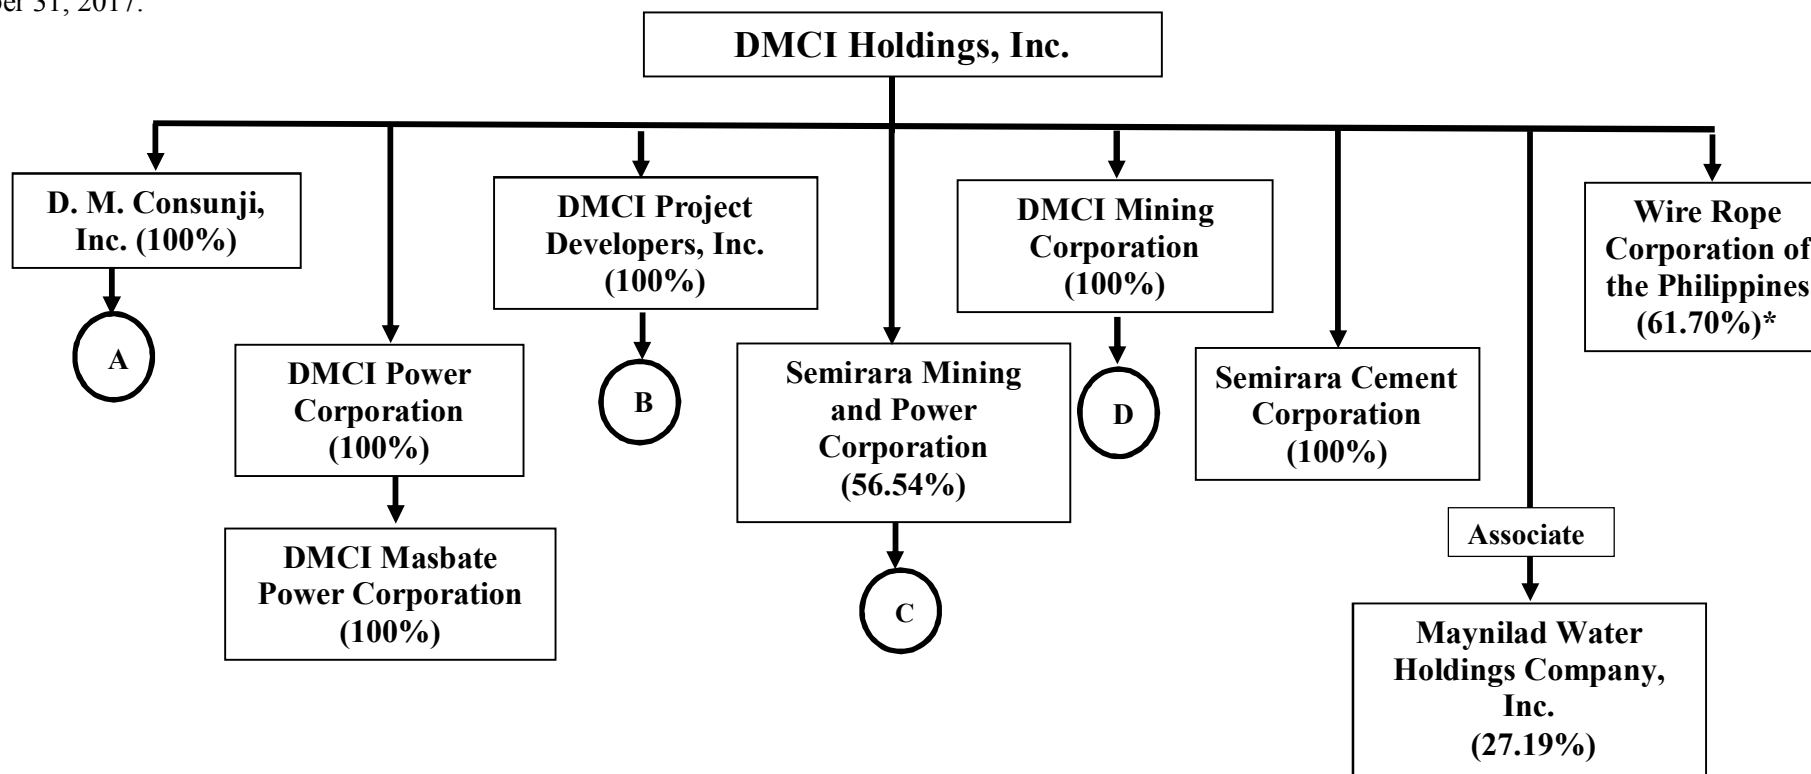 31, 2017.
DMCI Holdings, Inc.
D. M. Consunji,
Inc. (100%)
A
DMCI Power
Corporation
(100%)
DMCI Masbate
Power Corporation
(100%)
DMCI Project
Developers, Inc.
(100%)
B
Semirara Mining
and Power
Corporation
(56.54%)
C
DMCI Mining
Corporation
(100%)
D
Semirara Cement
Corporation
(100%)
Associate
Maynilad Water
Holdings Company,
Inc.
(27.19%)
Wire Rope
Corporation of
the Philippines
(61.70%)*